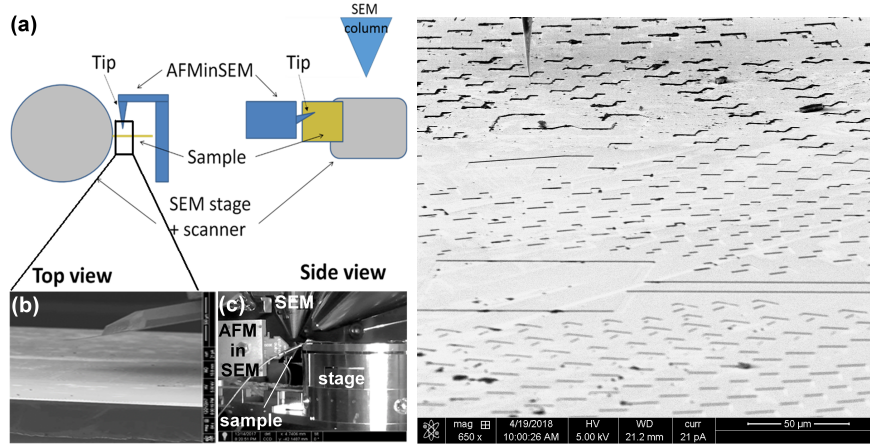 (a)
SEM
column
Tip
AFMinSEM
Tip
Sample
SEM stage
+ scanner
Top view
Side view
(b)
(c)
SEM
AFM
in
SEM
stage
sample
mag
4/19/2018
HV
WD
curr
50 µm
650 x
10:00:26 AM
5.00 kV
21.2 mm
21 pA